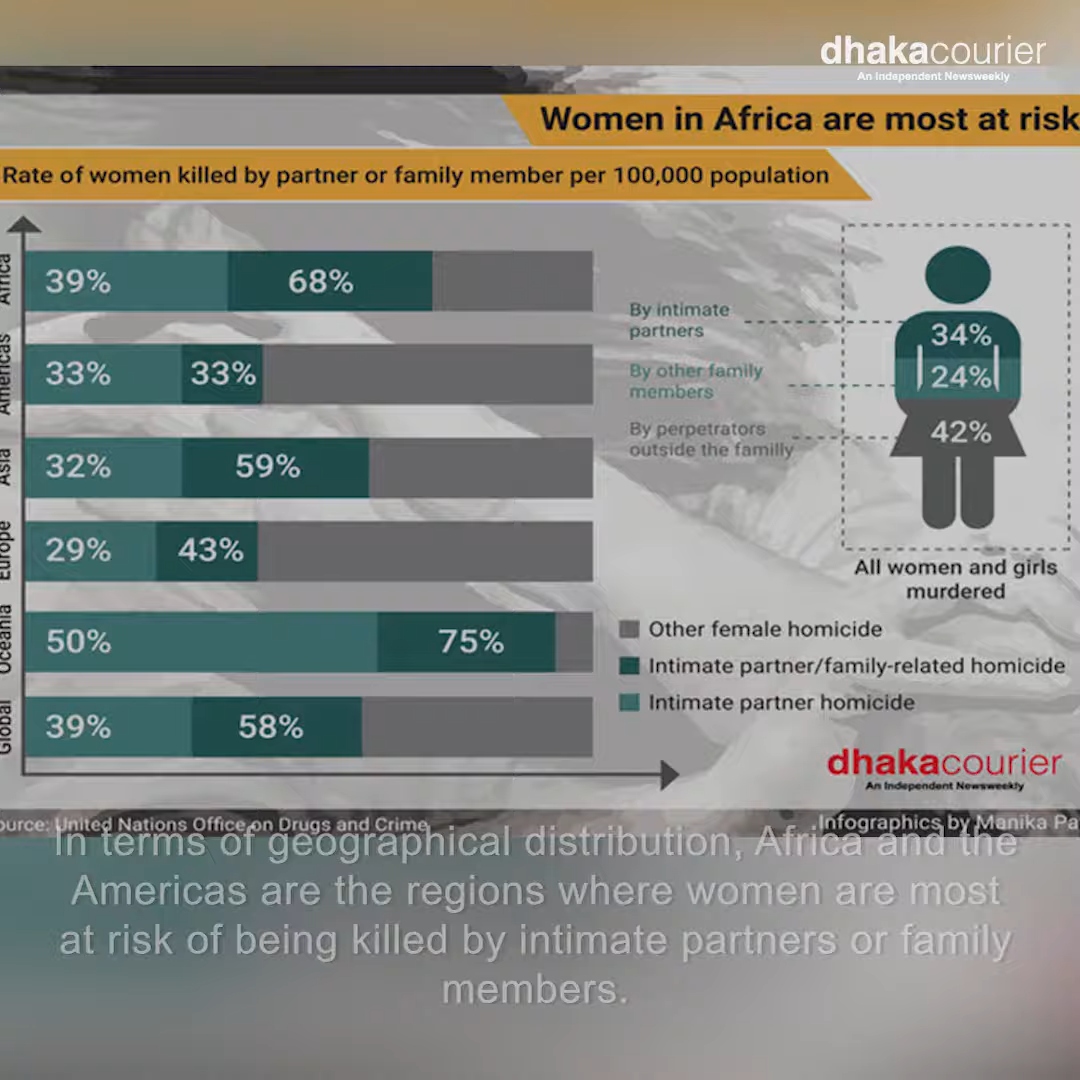 dhakacourier
An Independent Newsweekly
Women in Africa are most at risk
Rate of women killed by partner or family member per 100,000 population
Africa
39%
68%
Americas
33%
33%
Asia
32%
59%
Europe
29%
43%
Oceania
50%
75%
Global
39%
58%
By intimate
partners
34%
By other family
members
24%
By perpetrators
outside the familly
42%
All women and girls
murdered
Other female homicide
Intimate partner/family-related homicide
Intimate partner homicide
dhakacourier
An Independent Newsweekly
ource: United Nations Office on Drugs and Crime
Infographics by Manika Pa
In terms of geographical distribution, Africa and the
Americas are the regions where women are most
at risk of being killed by intimate partners or family
members.